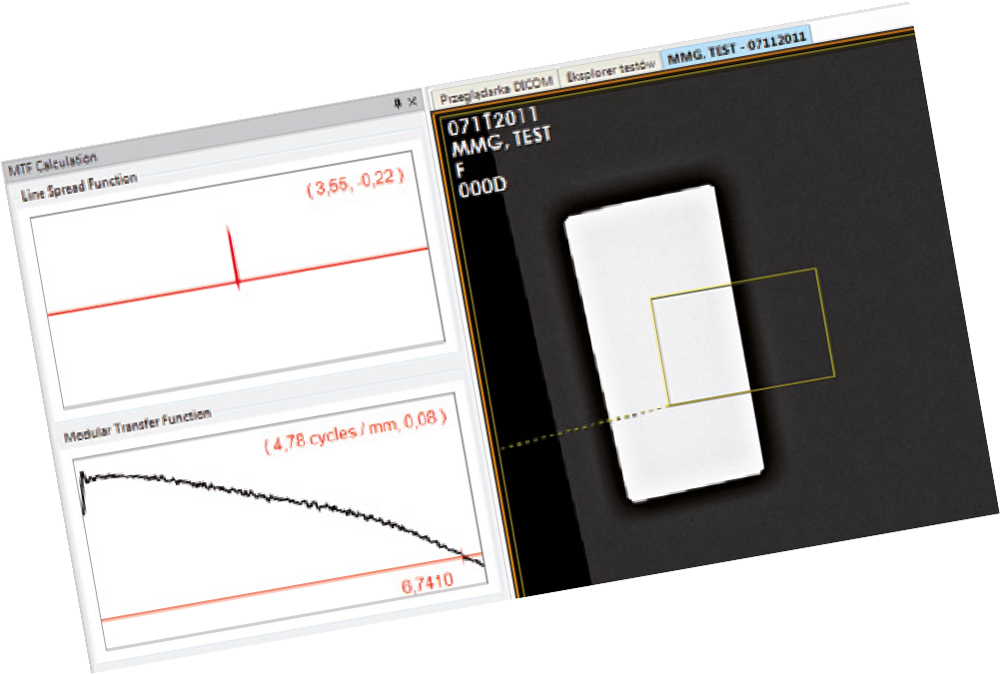 MTF Calculation
Line Spread Function
( 3,55, -0,22 )
Modular Transfer Function
( 4,78 cycles / mm, 0,08 )
6,7410
Przeglądarka DICOM
Eksplorer testów
MMG, TEST - 07112011
07112011
MMG, TEST
F
000D